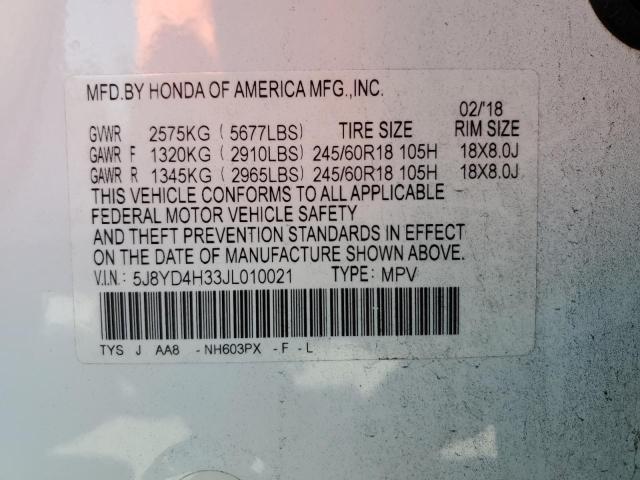 MFD.BY HONDA OF AMERICA MFG.,INC.
02/'18
GVWR 2575KG ( 5677LBS) TIRE SIZE RIM SIZE
GAWR F 1320KG ( 2910LBS) 245/60R18 105H 18X8.0J
GAWR R 1345KG ( 2965LBS) 245/60R18 105H 18X8.0J
THIS VEHICLE CONFORMS TO ALL APPLICABLE
FEDERAL MOTOR VEHICLE SAFETY
AND THEFT PREVENTION STANDARDS IN EFFECT
ON THE DATE OF MANUFACTURE SHOWN ABOVE.
V.I.N.: 5J8YD4H33JL010021 TYPE: MPV
TYS J AA8 - NH603PX - F - L